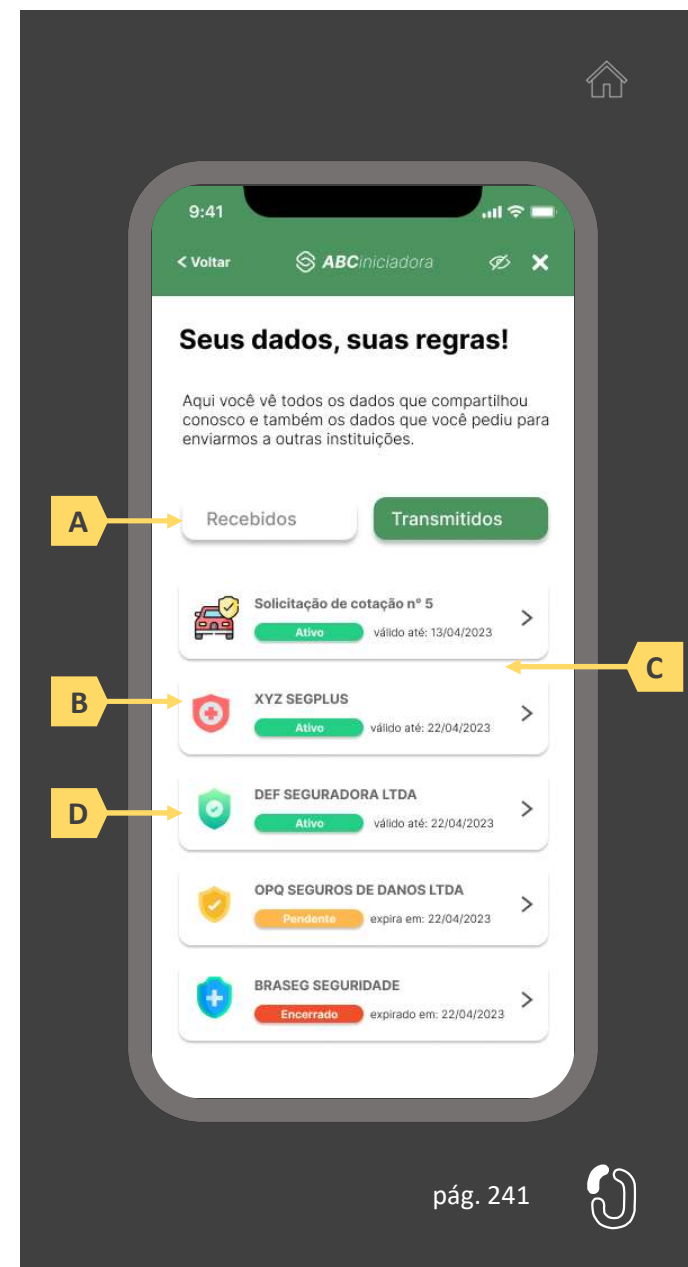 9:41
< Voltar
ABCIniciadora
Seus dados, suas regras!
Aqui você vê todos os dados que compartilhou
conosco e também os dados que você pediu para
enviarmos a outras instituições.
A
Recebidos
Transmitidos
Solicitação de cotação n° 5
Ativo
válido até: 13/04/2023
C
B
XYZ SEGPLUS
Ativo
válido até: 22/04/2023
D
DEF SEGURADORA LTDA
Ativo
válido até: 22/04/2023
OPQ SEGUROS DE DANOS LTDA
Pendente
expira em: 22/04/2023
BRASEG SEGURIDADE
Encerrado
expirado em: 22/04/2023
pág. 241